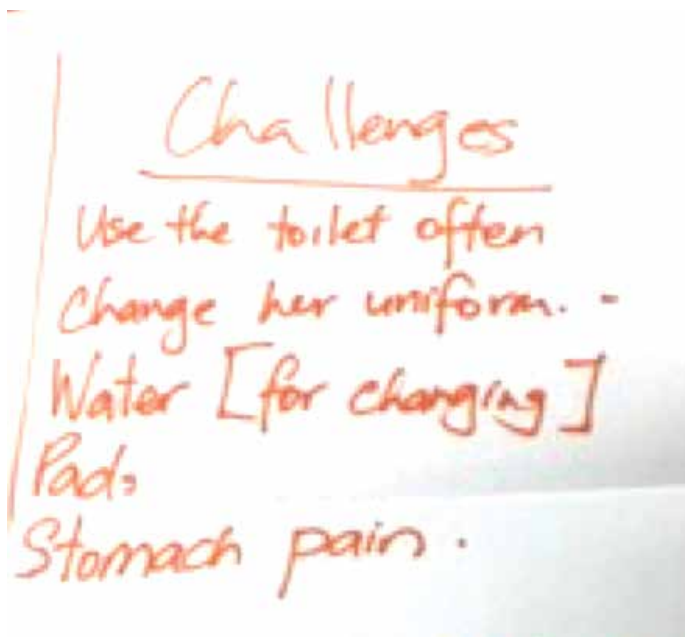 Challenges
Use the toilet often
Change her uniform. -
Water [for changing]
Pads
Stomach pain.